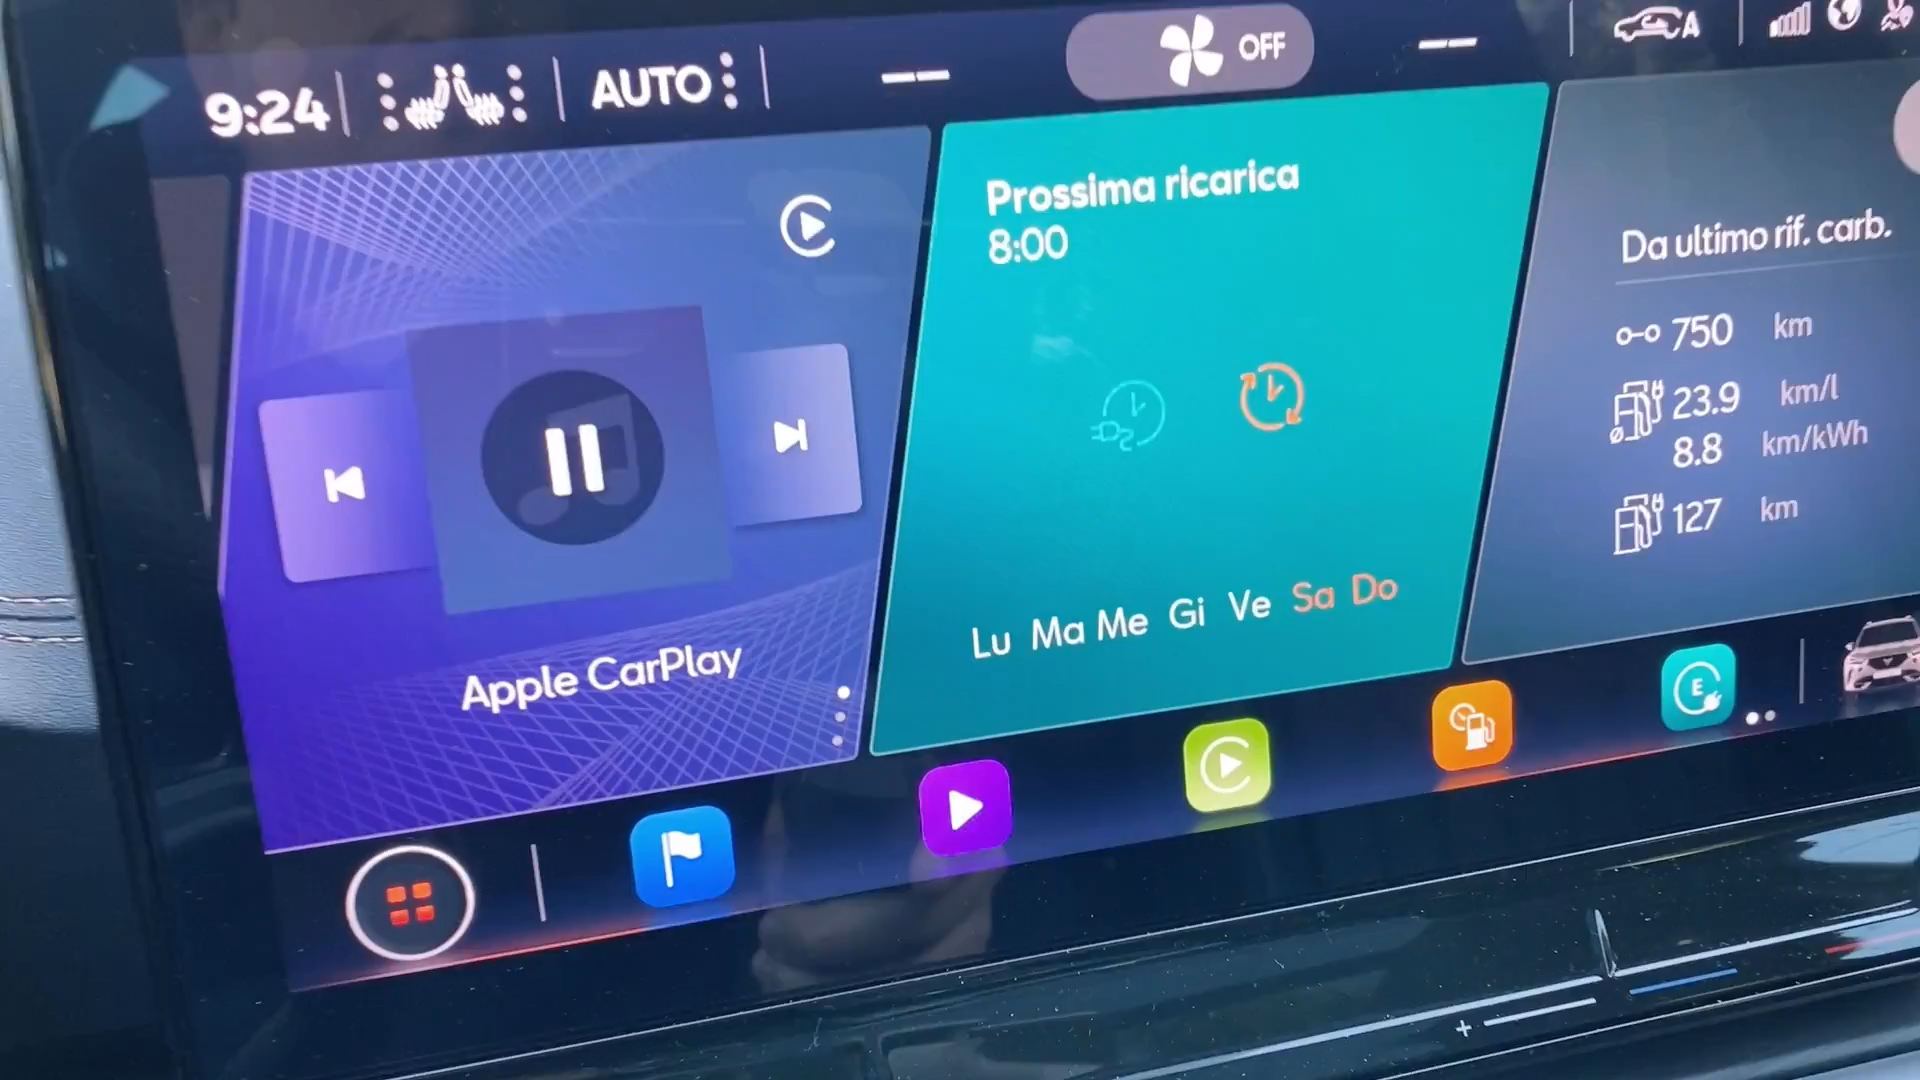 9:24
AUTO
OFF
A
Prossima ricarica
8:00
Lu Ma Me Gi Ve Sa Do
Da ultimo rif. carb.
750 km
23.9 km/l
8.8 km/kWh
127 km
Apple CarPlay
E